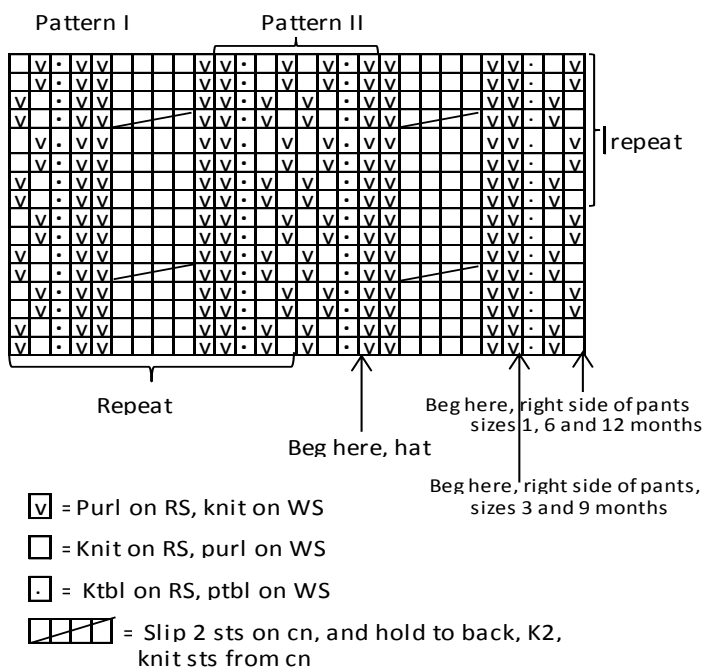 Pattern I
Pattern II
repeat
Repeat
Beg here, hat
Beg here, right side of pants
sizes 1, 6 and 12 months
Beg here, right side of pants,
sizes 3 and 9 months
v = Purl on RS, knit on WS
= Knit on RS, purl on WS
. = Ktbl on RS, ptbl on WS
= Slip 2 sts on cn, and hold to back, K2,
knit sts from cn